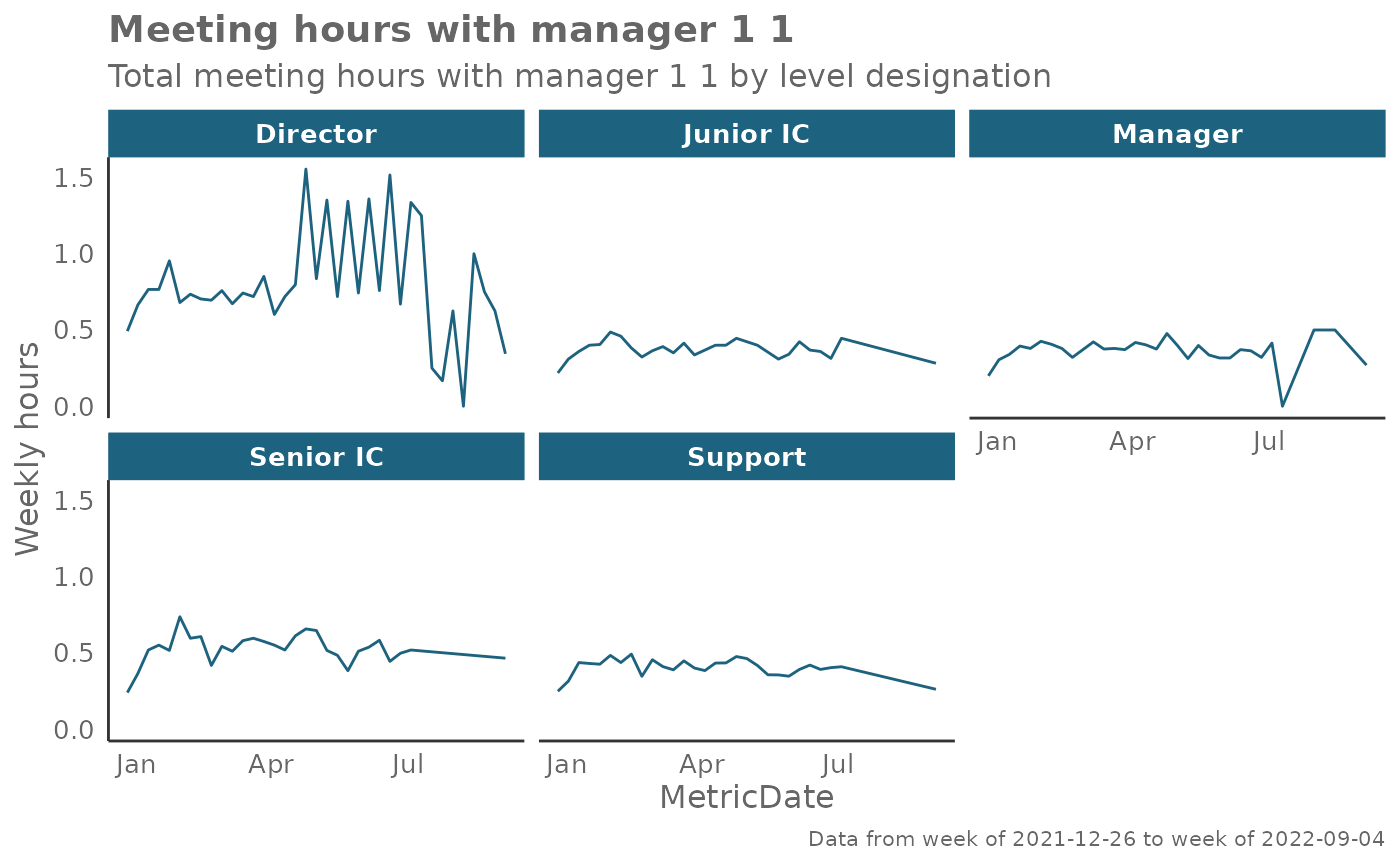 Meeting hours with manager 1 1
Total meeting hours with manager 1 1 by level designation
Director
Junior IC
Manager
1.5
1.0
0.5
0.0
Jan Apr Jul
Senior IC
Support
1.5
1.0
0.5
0.0
Jan Apr Jul
Jan Apr Jul
Weekly hours
MetricDate
Data from week of 2021-12-26 to week of 2022-09-04